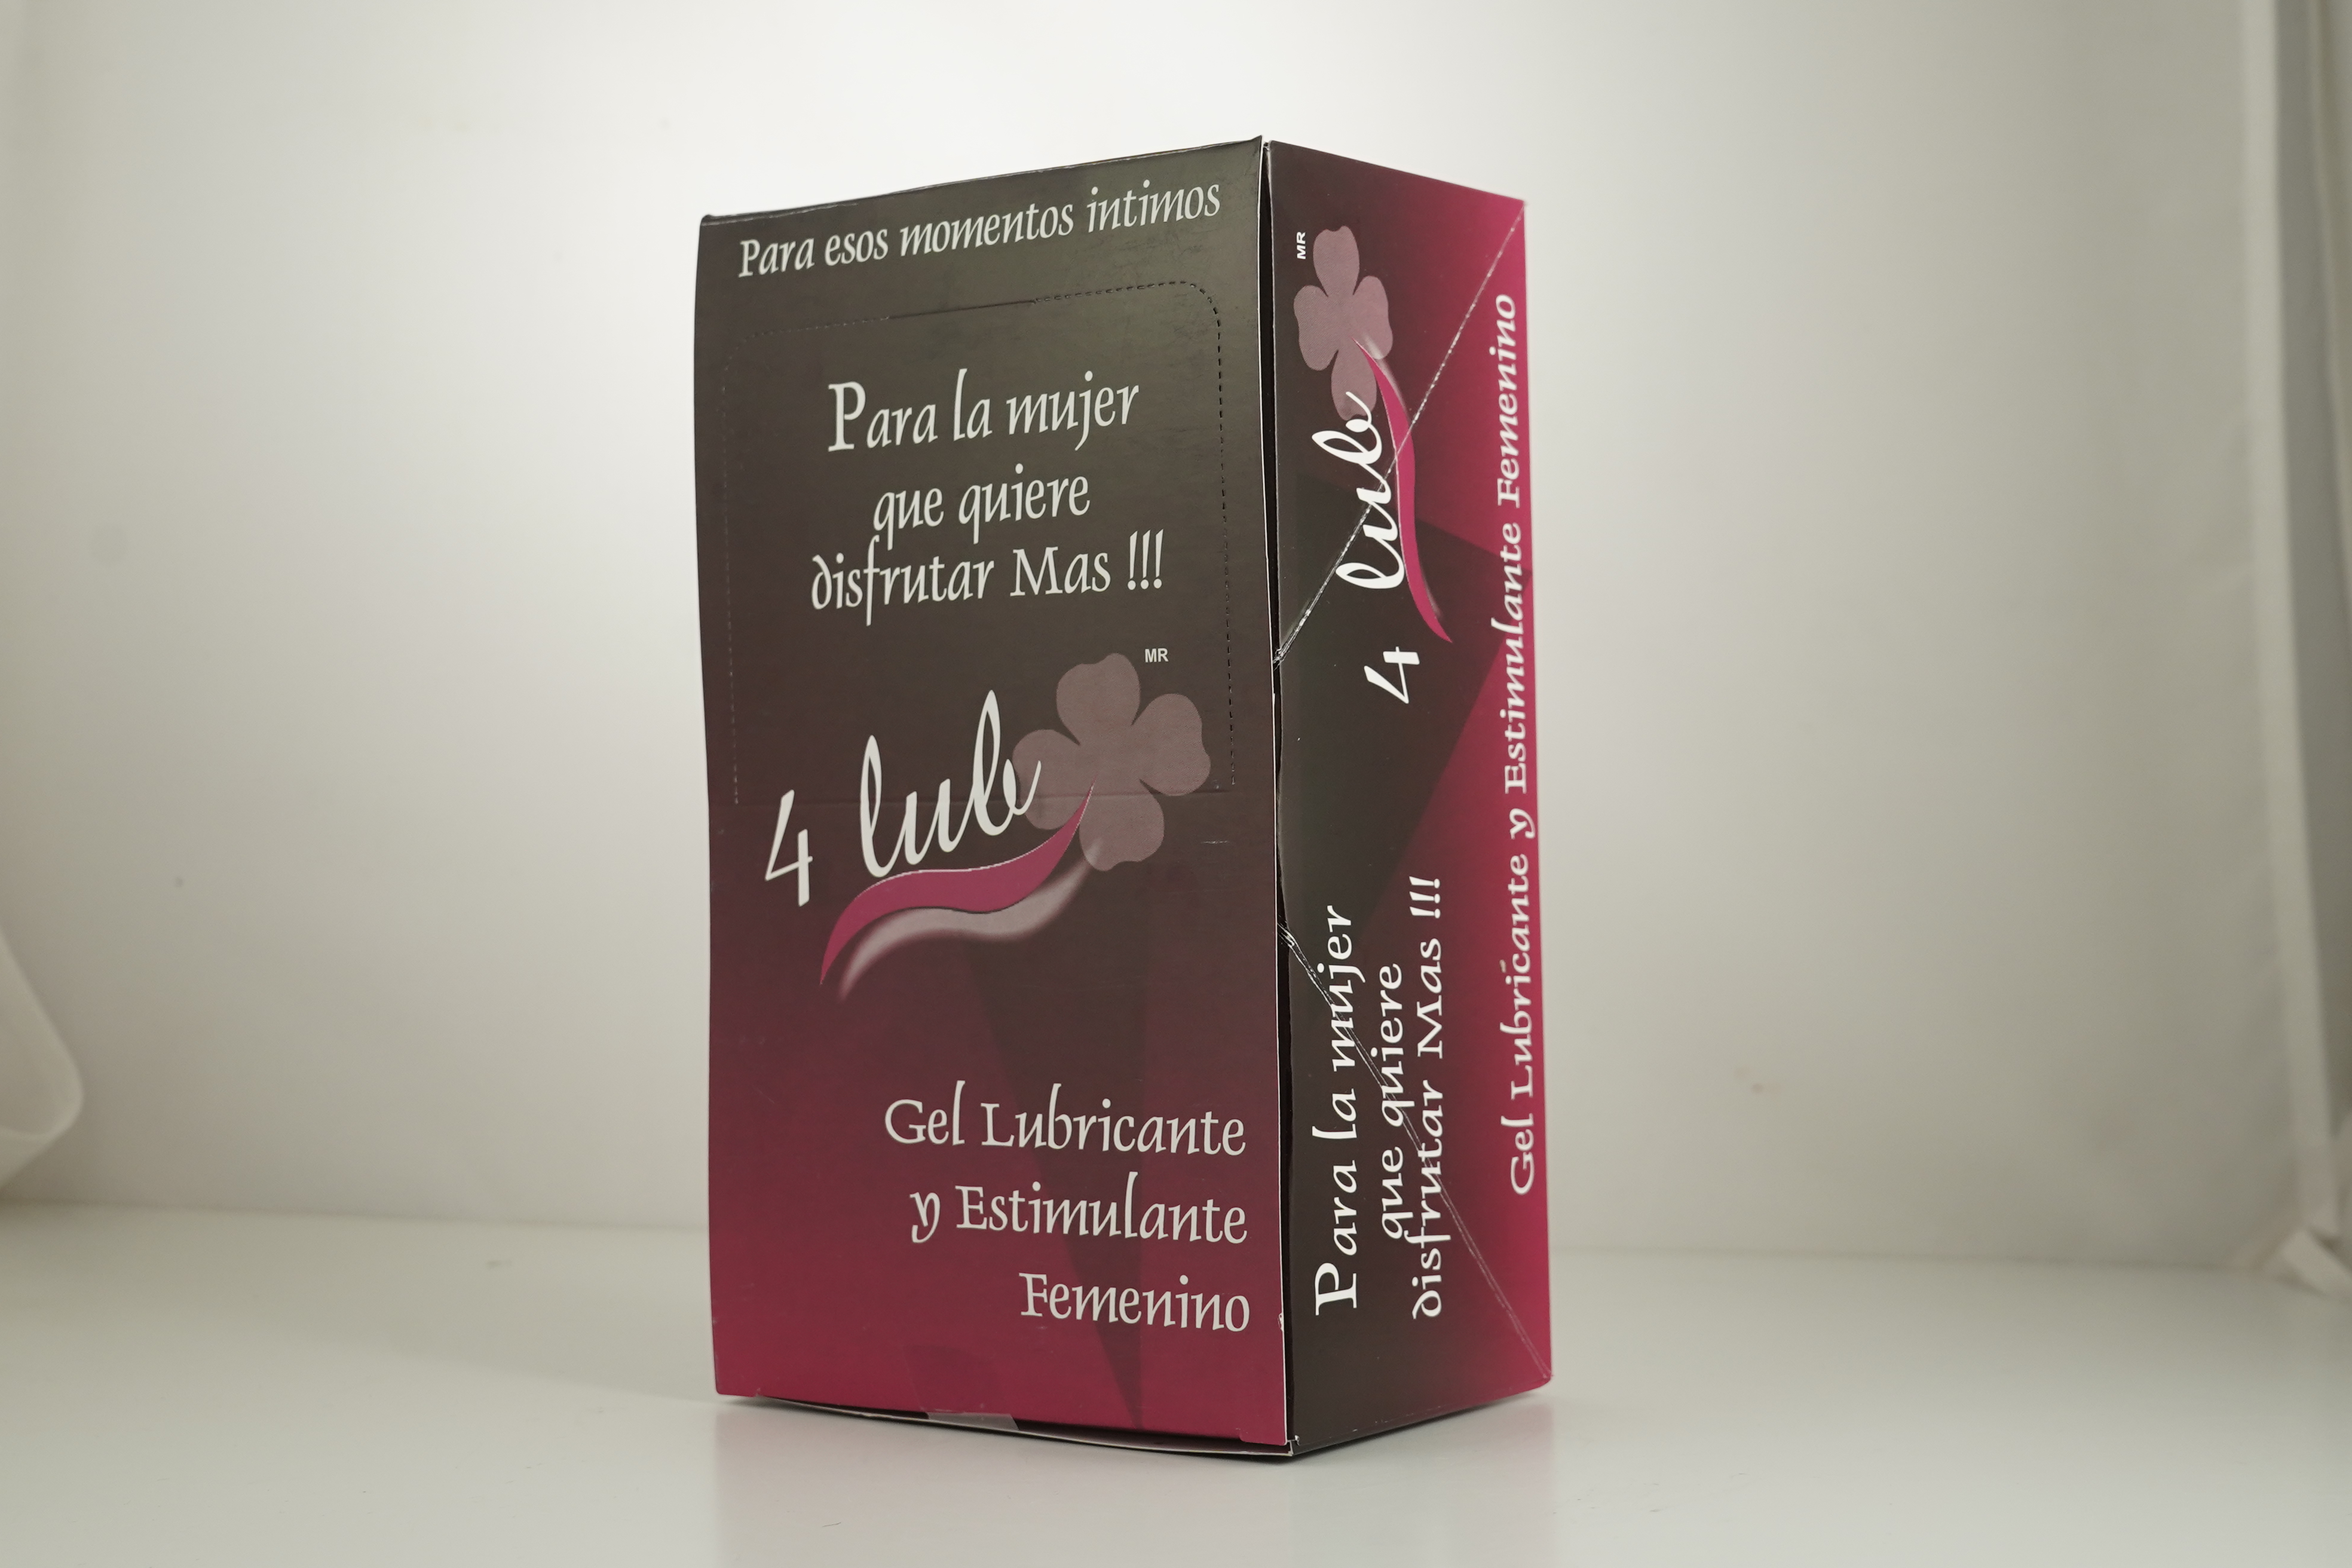 Para esos momentos intimos
Para la mujer
que quiere
disfrutar Mas !!!
MR
4 lub
Gel Lubricante
y Estimulante
Femenino
MR
4 lub
Para la mujer
que quiere
disfrutar Mas !!!
Gel Lubricante y Estimulante Femenino